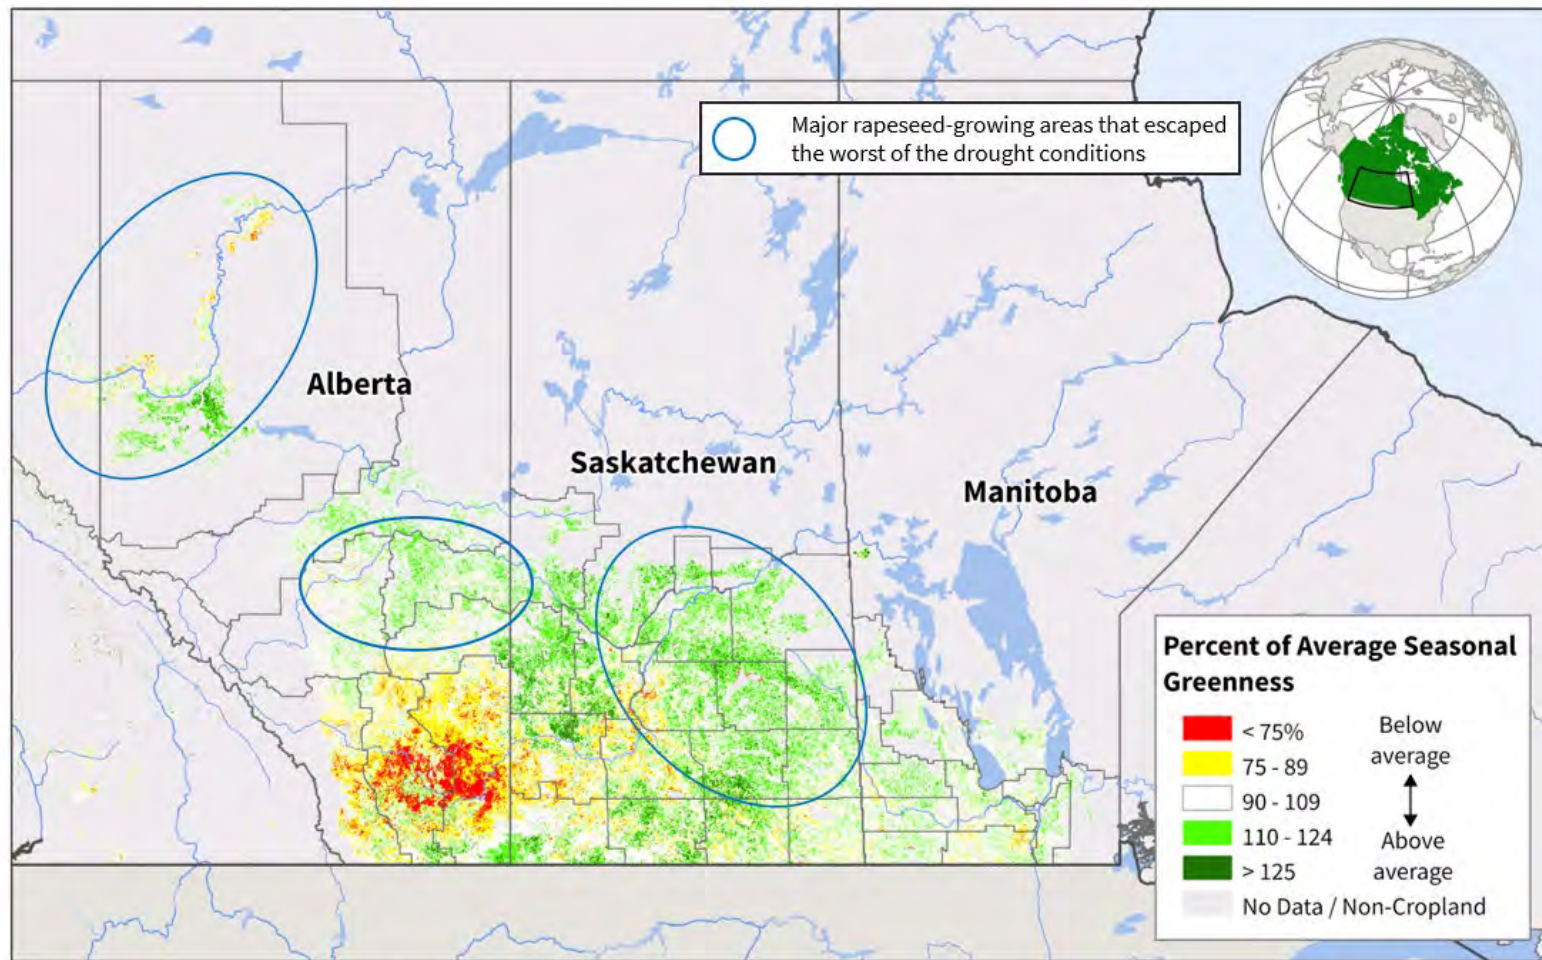 Major rapeseed-growing areas that escaped
the worst of the drought conditions
Alberta
Saskatchewan
Manitoba
Percent of Average Seasonal
Greenness
< 75%
75 - 89
90 - 109
110 - 124
> 125
No Data / Non-Cropland
Below
average
Above
average